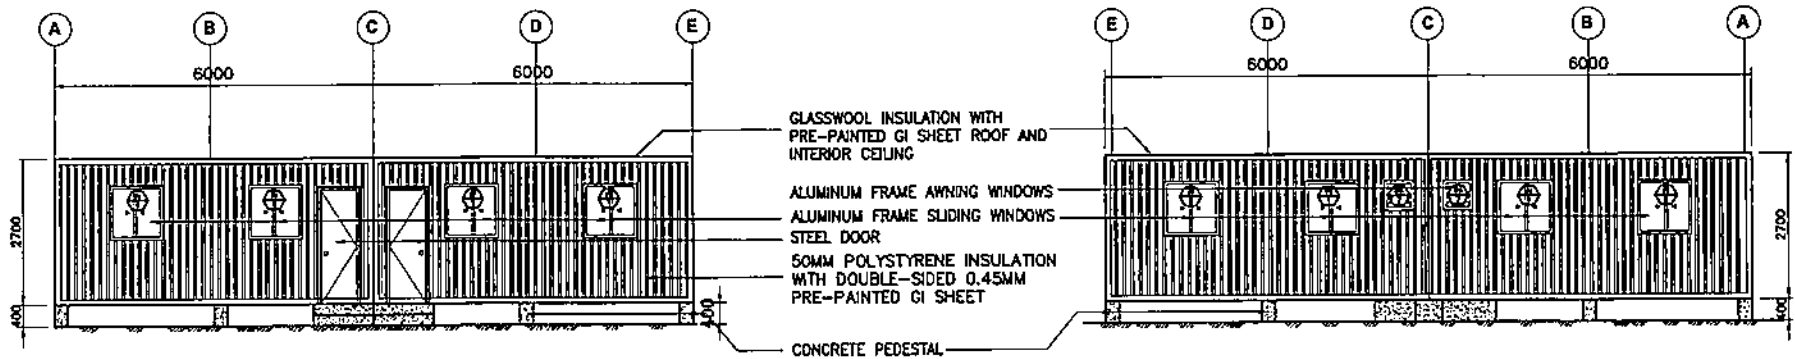 A B C D E
E D C B A
6000 6000
6000 6000
GLASSWOOL INSULATION WITH
PRE-PAINTED GI SHEET ROOF AND
INTERIOR CEILING
ALUMINUM FRAME AWNING WINDOWS
ALUMINUM FRAME SLIDING WINDOWS
STEEL DOOR
50MM POLYSTYRENE INSULATION
WITH DOUBLE-SIDED 0.45MM
PRE-PAINTED GI SHEET
CONCRETE PEDESTAL
2700
400
400
2700
400